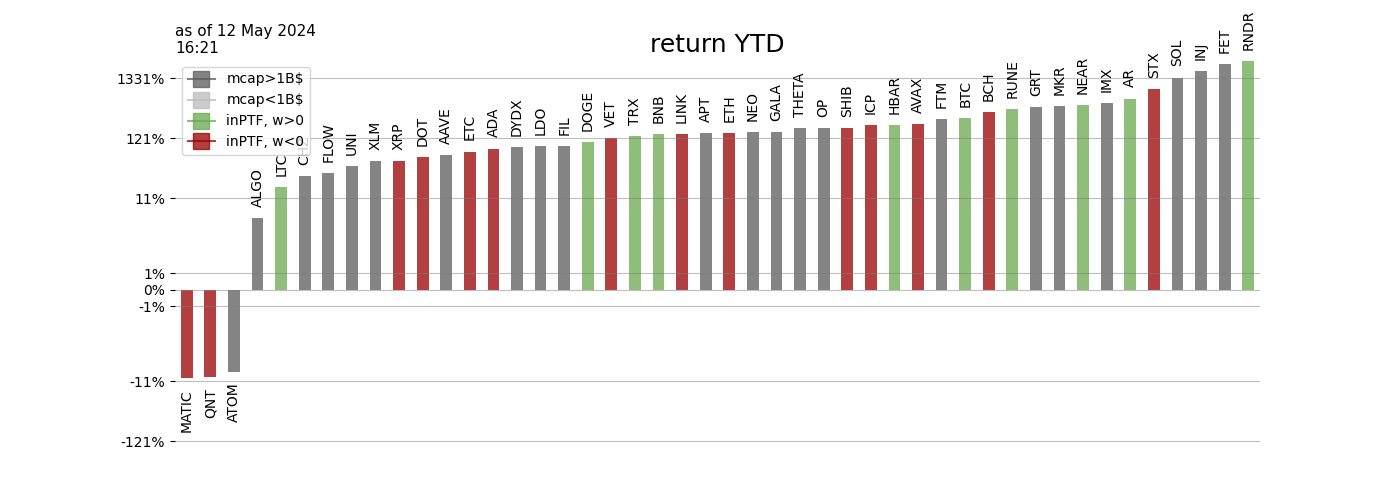 as of 12 May 2024
16:21
return YTD
mcap>1B$
mcap<1B$
inPTF, w>0
inPTF, w<0
1331%
121%
11%
1%
0%
-1%
-11%
-121%
MATIC
QNT
ATOM
ALGO
LTC
FLOW
UNI
XLM
XRP
DOT
AAVE
ETC
ADA
DYDX
LDO
FIL
DOGE
VET
TRX
BNB
LINK
APT
ETH
NEO
GALA
THETA
OP
SHIB
ICP
HBAR
AVAX
FTM
BTC
BCH
RUNE
GRT
MKR
NEAR
IMX
AR
STX
SOL
INJ
FET
RNDR